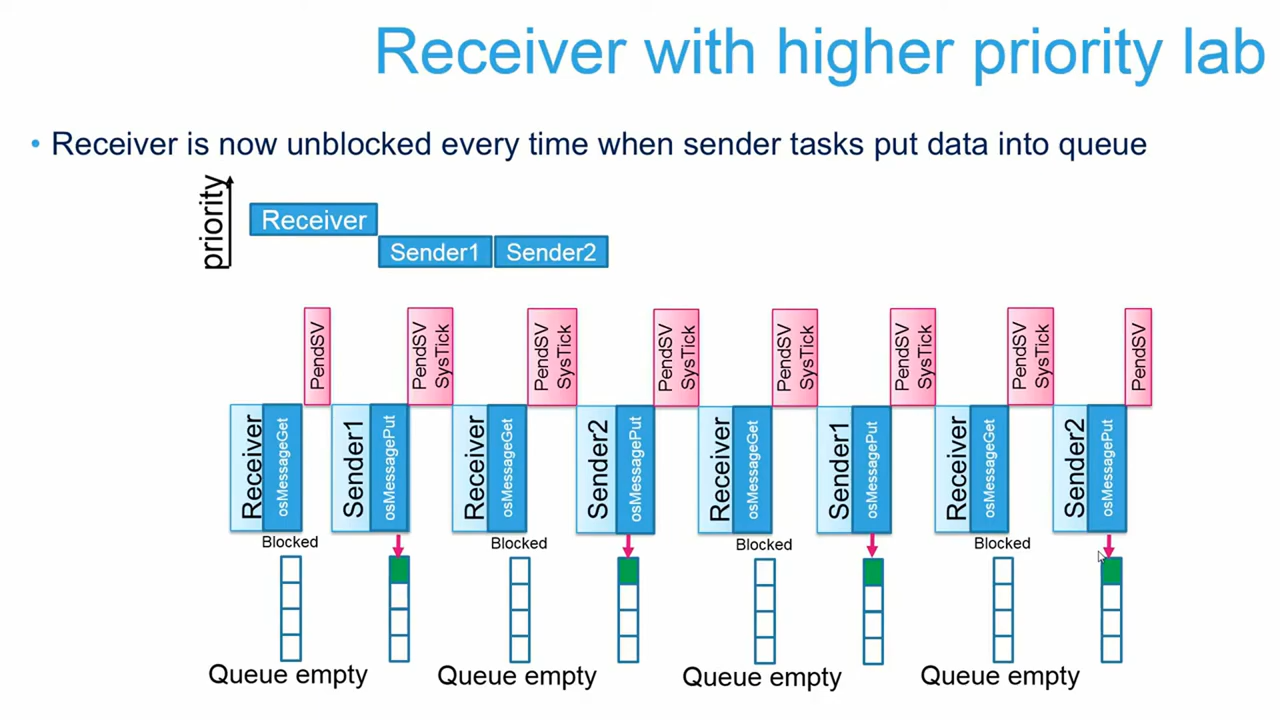 Receiver with higher priority lab
• Receiver is now unblocked every time when sender tasks put data into queue
priority
Receiver
Sender1
Sender2
PendSV
PendSV
SysTick
PendSV
SysTick
PendSV
SysTick
PendSV
SysTick
PendSV
SysTick
PendSV
SysTick
PendSV
Receiver
osMessageGet
Sender1
osMessagePut
Receiver
osMessageGet
Sender2
osMessagePut
Receiver
osMessageGet
Sender1
osMessagePut
Receiver
osMessageGet
Sender2
osMessagePut
Blocked
Blocked
Blocked
Blocked
Queue empty
Queue empty
Queue empty
Queue empty